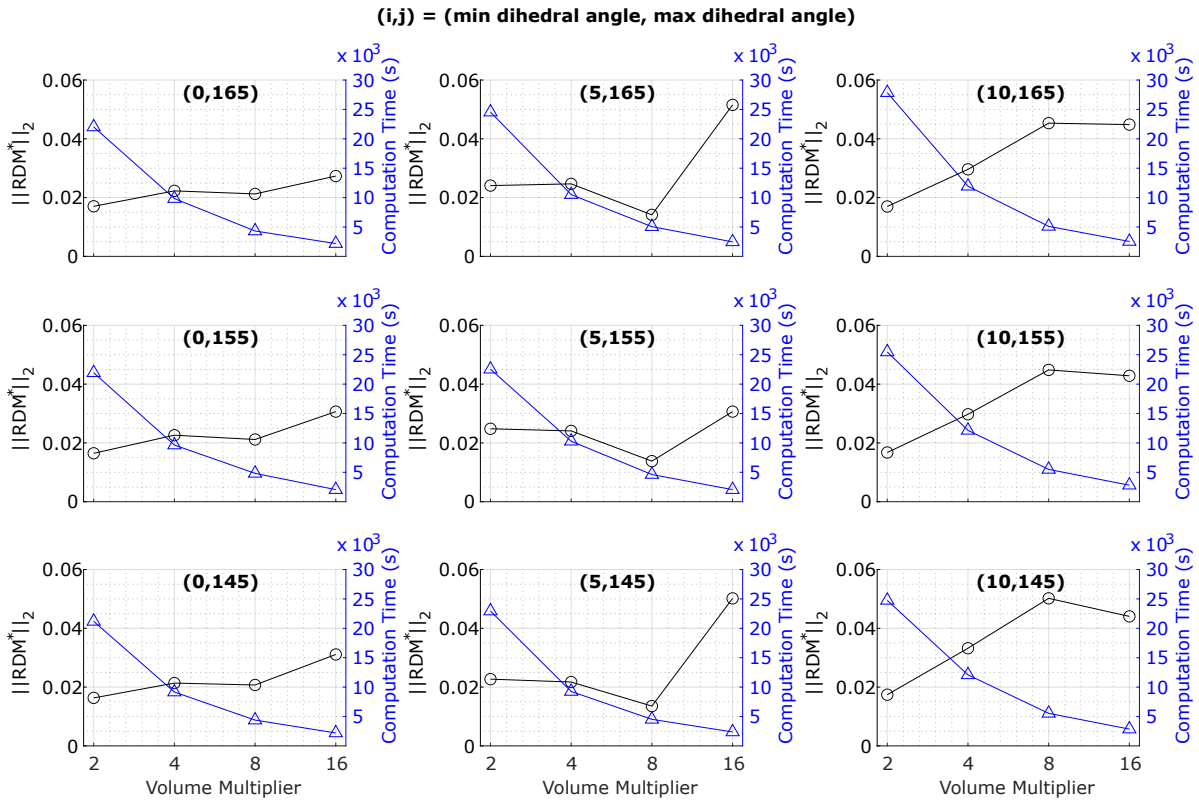 (i,j) = (min dihedral angle, max dihedral angle)
x 10^3
x 10^3
x 10^3
(0,165)
(5,165)
(10,165)
0.06
0.04
0.02
0
||RDM*||_2
30
25
20
15
10
5
Computation Time (s)
0.06
0.04
0.02
0
||RDM*||_2
30
25
20
15
10
5
Computation Time (s)
0.06
0.04
0.02
0
||RDM*||_2
30
25
20
15
10
5
Computation Time (s)
x 10^3
x 10^3
x 10^3
(0,155)
(5,155)
(10,155)
0.06
0.04
0.02
0
||RDM*||_2
30
25
20
15
10
5
Computation Time (s)
0.06
0.04
0.02
0
||RDM*||_2
30
25
20
15
10
5
Computation Time (s)
0.06
0.04
0.02
0
||RDM*||_2
30
25
20
15
10
5
Computation Time (s)
x 10^3
x 10^3
x 10^3
(0,145)
(5,145)
(10,145)
0.06
0.04
0.02
0
||RDM*||_2
30
25
20
15
10
5
Computation Time (s)
0.06
0.04
0.02
0
||RDM*||_2
30
25
20
15
10
5
Computation Time (s)
0.06
0.04
0.02
0
||RDM*||_2
30
25
20
15
10
5
Computation Time (s)
2 4 8 16
2 4 8 16
2 4 8 16
Volume Multiplier
Volume Multiplier
Volume Multiplier